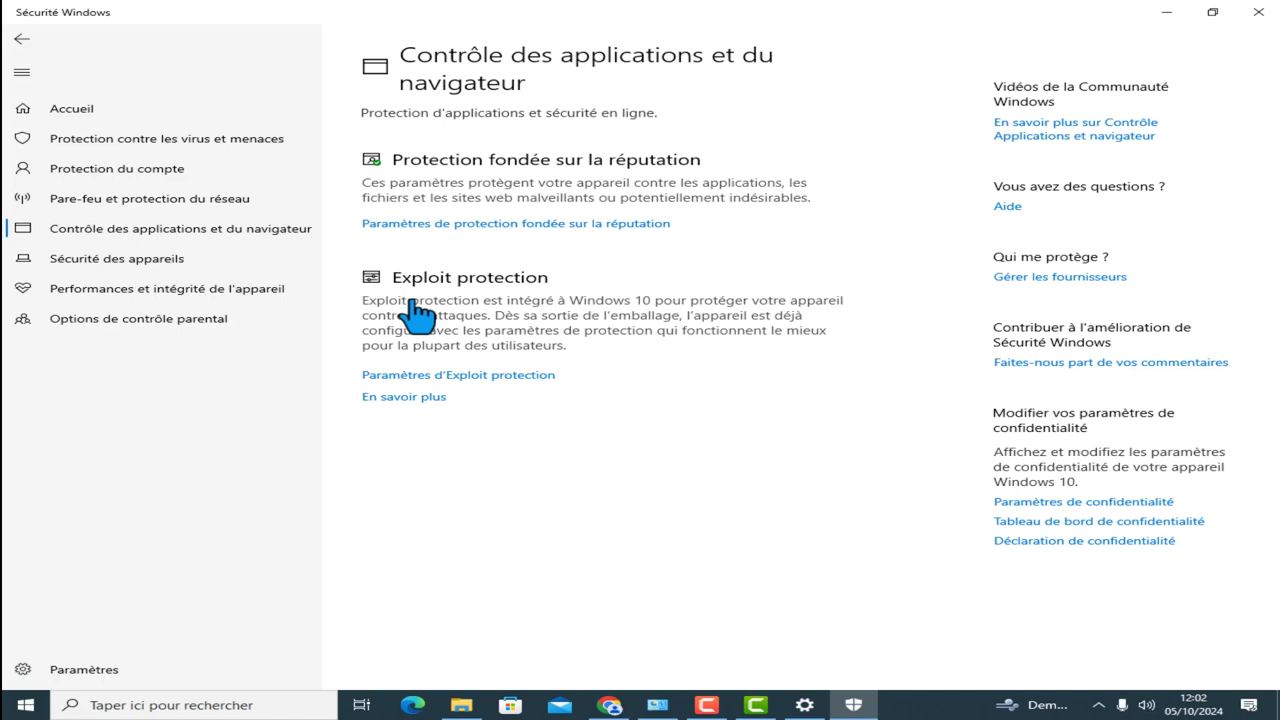 Sécurité Windows
Accueil
Protection contre les virus et menaces
Protection du compte
Pare-feu et protection du réseau
Contrôle des applications et du navigateur
Sécurité des appareils
Performances et intégrité de l'appareil
Options de contrôle parental
Paramètres
Contrôle des applications et du
navigateur
Protection d'applications et sécurité en ligne.
Protection fondée sur la réputation
Ces paramètres protègent votre appareil contre les applications, les
fichiers et les sites web malveillants ou potentiellement indésirables.
Paramètres de protection fondée sur la réputation
Exploit protection
Exploit protection est intégré à Windows 10 pour protéger votre appareil
contre attaques. Dès sa sortie de l'emballage, l'appareil est déjà
configuré avec les paramètres de protection qui fonctionnent le mieux
pour la plupart des utilisateurs.
Paramètres d'Exploit protection
En savoir plus
Vidéos de la Communauté
Windows
En savoir plus sur Contrôle
Applications et navigateur
Vous avez des questions ?
Aide
Qui me protège ?
Gérer les fournisseurs
Contribuer à l'amélioration de
Sécurité Windows
Faites-nous part de vos commentaires
Modifier vos paramètres de
confidentialité
Affichez et modifiez les paramètres
de confidentialité de votre appareil
Windows 10.
Paramètres de confidentialité
Tableau de bord de confidentialité
Déclaration de confidentialité
Taper ici pour rechercher
Dem...
12:02
05/10/2024